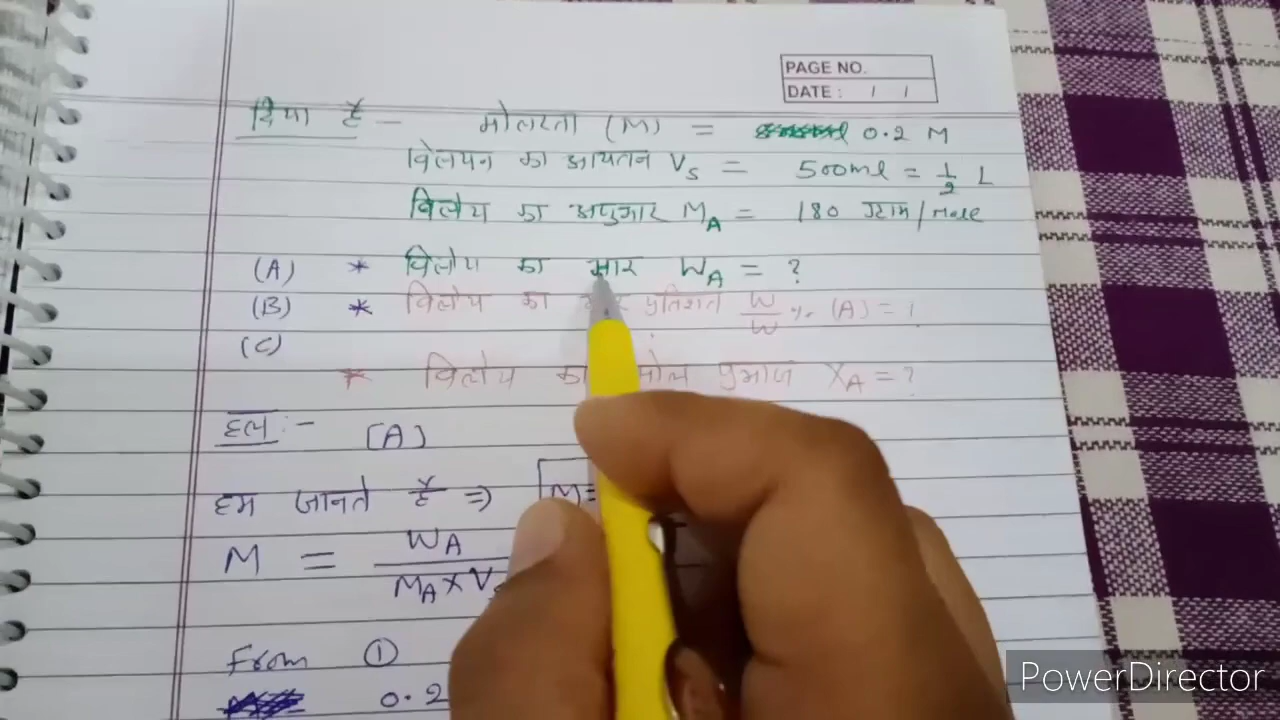 PAGE NO.
DATE : / /
दिया है - मोलरता (M) = 0.2 M
विलयन का आयतन Vs = 500ml = 1/2 L
विलेय का अणुभार MA = 180 ग्राम/mole
(A) * विलेय का भार WA = ?
(B) * विलेय का प्रतिशत W/W % (A) = ?
(C)
* विलेय का मोल प्रभाज XA = ?
हल :- (A)
हम जानते है => M=
M = WA / MA x V
From ①
0.2
PowerDirector